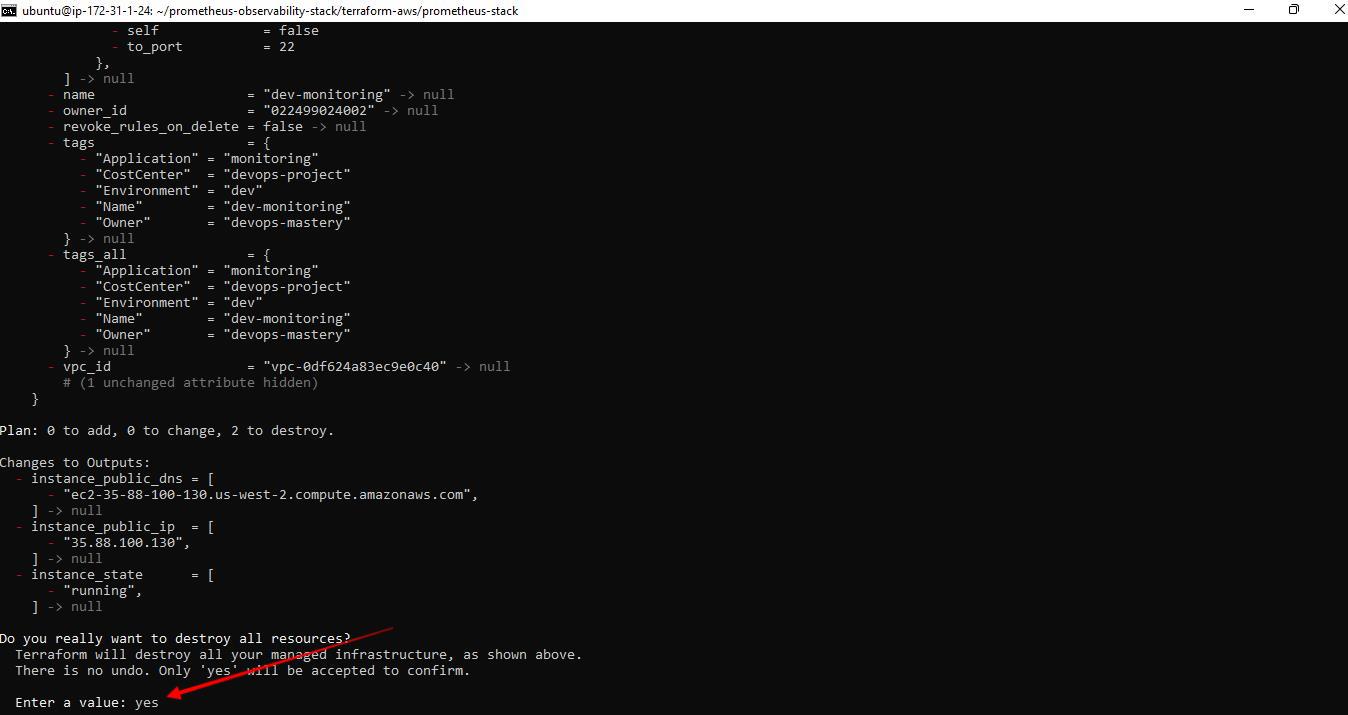 ubuntu@ip-172-31-1-24: ~/prometheus-observability-stack/terraform-aws/prometheus-stack
- self             = false
- to_port          = 22
},
] -> null
- name                   = "dev-monitoring" -> null
- owner_id               = "022499024002" -> null
- revoke_rules_on_delete = false -> null
- tags                   = {
- "Application" = "monitoring"
- "CostCenter"  = "devops-project"
- "Environment" = "dev"
- "Name"        = "dev-monitoring"
- "Owner"       = "devops-mastery"
} -> null
- tags_all               = {
- "Application" = "monitoring"
- "CostCenter"  = "devops-project"
- "Environment" = "dev"
- "Name"        = "dev-monitoring"
- "Owner"       = "devops-mastery"
} -> null
- vpc_id                 = "vpc-0df624a83ec9e0c40" -> null
# (1 unchanged attribute hidden)
}
Plan: 0 to add, 0 to change, 2 to destroy.
Changes to Outputs:
- instance_public_dns = [
- "ec2-35-88-100-130.us-west-2.compute.amazonaws.com",
] -> null
- instance_public_ip  = [
- "35.88.100.130",
] -> null
- instance_state      = [
- "running",
] -> null
Do you really want to destroy all resources?
Terraform will destroy all your managed infrastructure, as shown above.
There is no undo. Only 'yes' will be accepted to confirm.
Enter a value: yes